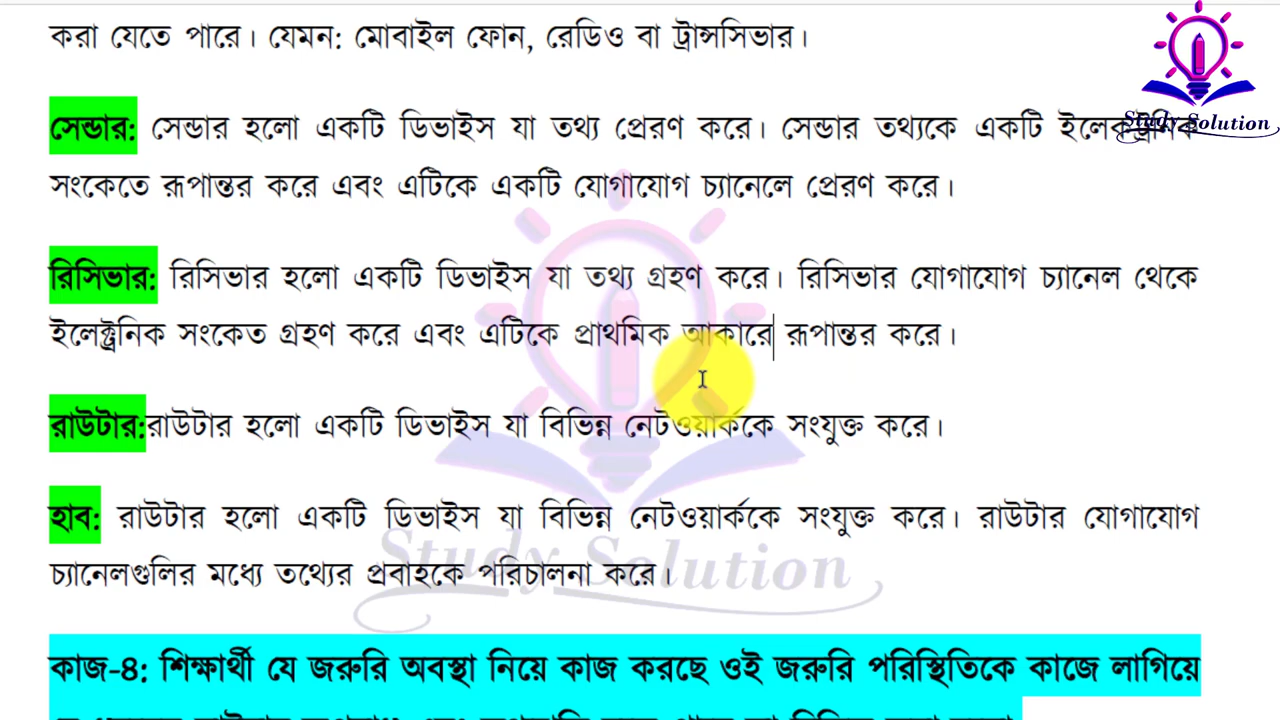 করা যেতে পারে। যেমন: মোবাইল ফোন, রেডিও বা ট্রান্সসিভার।
Study Solution
সেন্ডার: সেন্ডার হলো একটি ডিভাইস যা তথ্য প্রেরণ করে। সেন্ডার তথ্যকে একটি ইলেকট্রনিক
সংকেতে রূপান্তর করে এবং এটিকে একটি যোগাযোগ চ্যানেলে প্রেরণ করে।
রিসিভার: রিসিভার হলো একটি ডিভাইস যা তথ্য গ্রহণ করে। রিসিভার যোগাযোগ চ্যানেল থেকে
ইলেক্ট্রনিক সংকেত গ্রহণ করে এবং এটিকে প্রাথমিক আকারে রূপান্তর করে।
রাউটার:রাউটার হলো একটি ডিভাইস যা বিভিন্ন নেটওয়ার্ককে সংযুক্ত করে।
হাব: রাউটার হলো একটি ডিভাইস যা বিভিন্ন নেটওয়ার্ককে সংযুক্ত করে। রাউটার যোগাযোগ
চ্যানেলগুলির মধ্যে তথ্যের প্রবাহকে পরিচালনা করে।
Study Solution
কাজ-৪: শিক্ষার্থী যে জরুরি অবস্থা নিয়ে কাজ করছে ওই জরুরি পরিস্থিতিকে কাজে লাগিয়ে